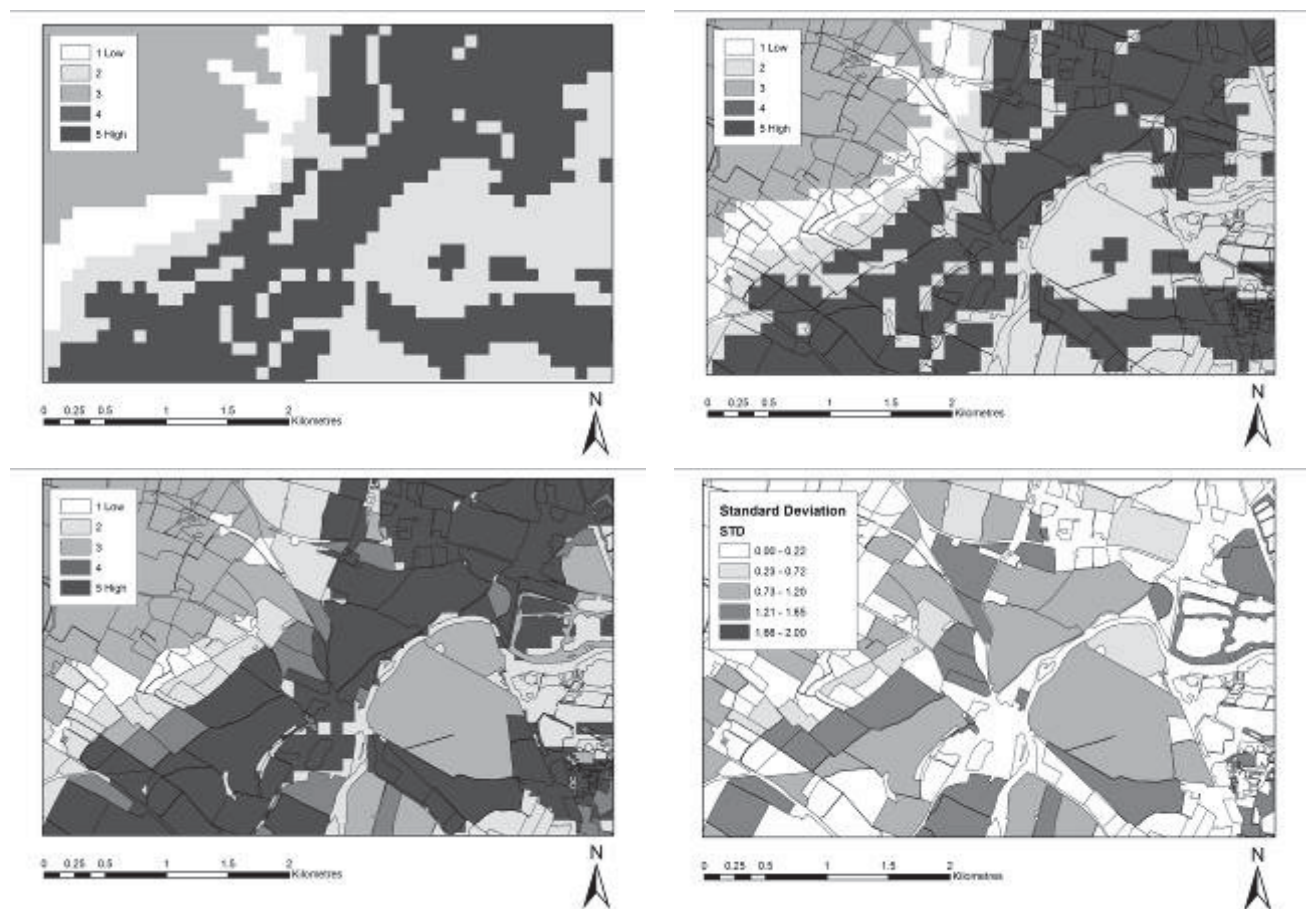 1 Low
2
3
4
5 High
0 0.25 0.5 1 1.5 2
Kilometres
N
1 Low
2
3
4
5 High
0 0.25 0.5 1 1.5 2
Kilometres
N
1 Low
2
3
4
5 High
0 0.25 0.5 1 1.5 2
Kilometres
N
Standard Deviation
STD
0.00 - 0.22
0.23 - 0.72
0.73 - 1.20
1.21 - 1.65
1.66 - 2.00
0 0.25 0.5 1 1.5 2
Kilometres
N